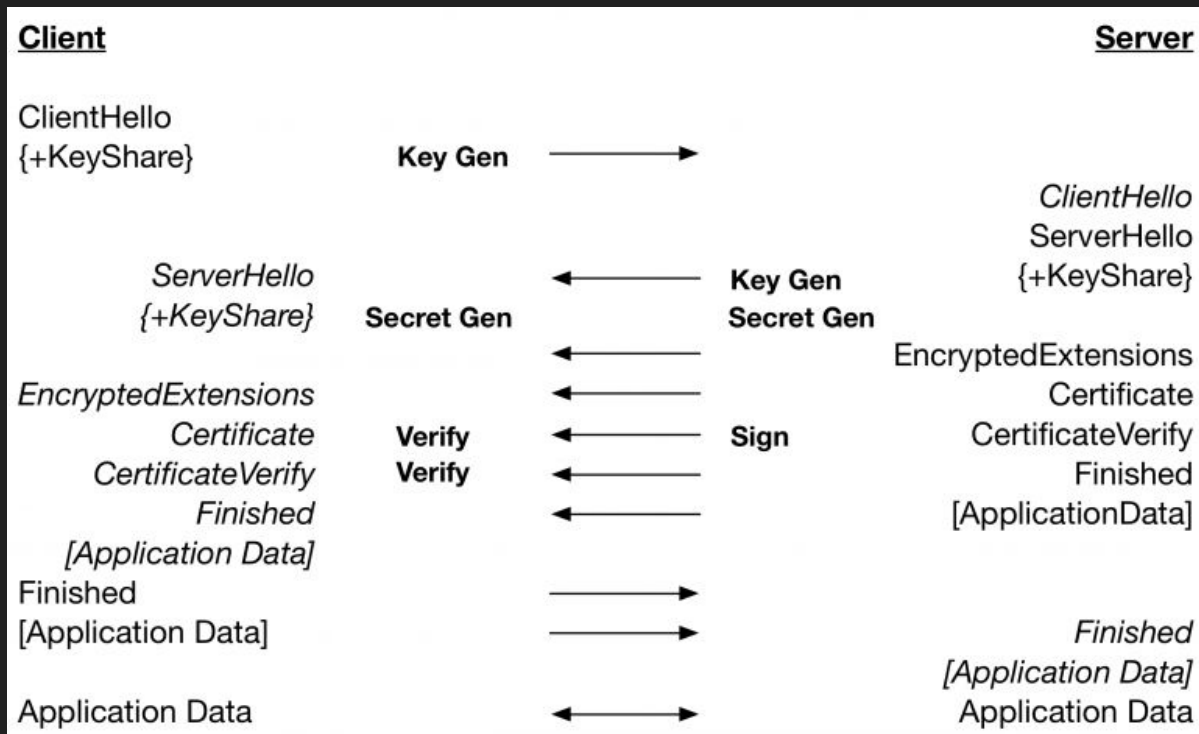 Client Server
ClientHello
{+KeyShare} Key Gen
ClientHello
ServerHello
ServerHello Key Gen {+KeyShare}
{+KeyShare} Secret Gen Secret Gen
EncryptedExtensions
EncryptedExtensions Certificate
Certificate Verify Sign CertificateVerify
CertificateVerify Verify Finished
Finished [ApplicationData]
[Application Data]
Finished
[Application Data] Finished
[Application Data]
Application Data Application Data